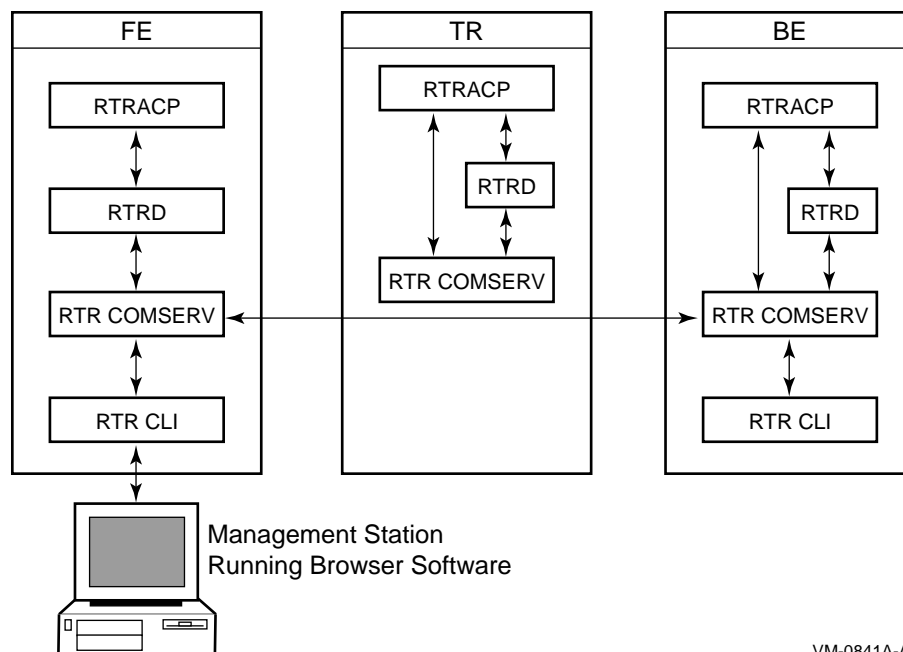 FE
TR
BE
RTRACP
RTRACP
RTRACP
RTRD
RTRD
RTRD
RTR COMSERV
RTR COMSERV
RTR COMSERV
RTR CLI
RTR CLI
Management Station
Running Browser Software